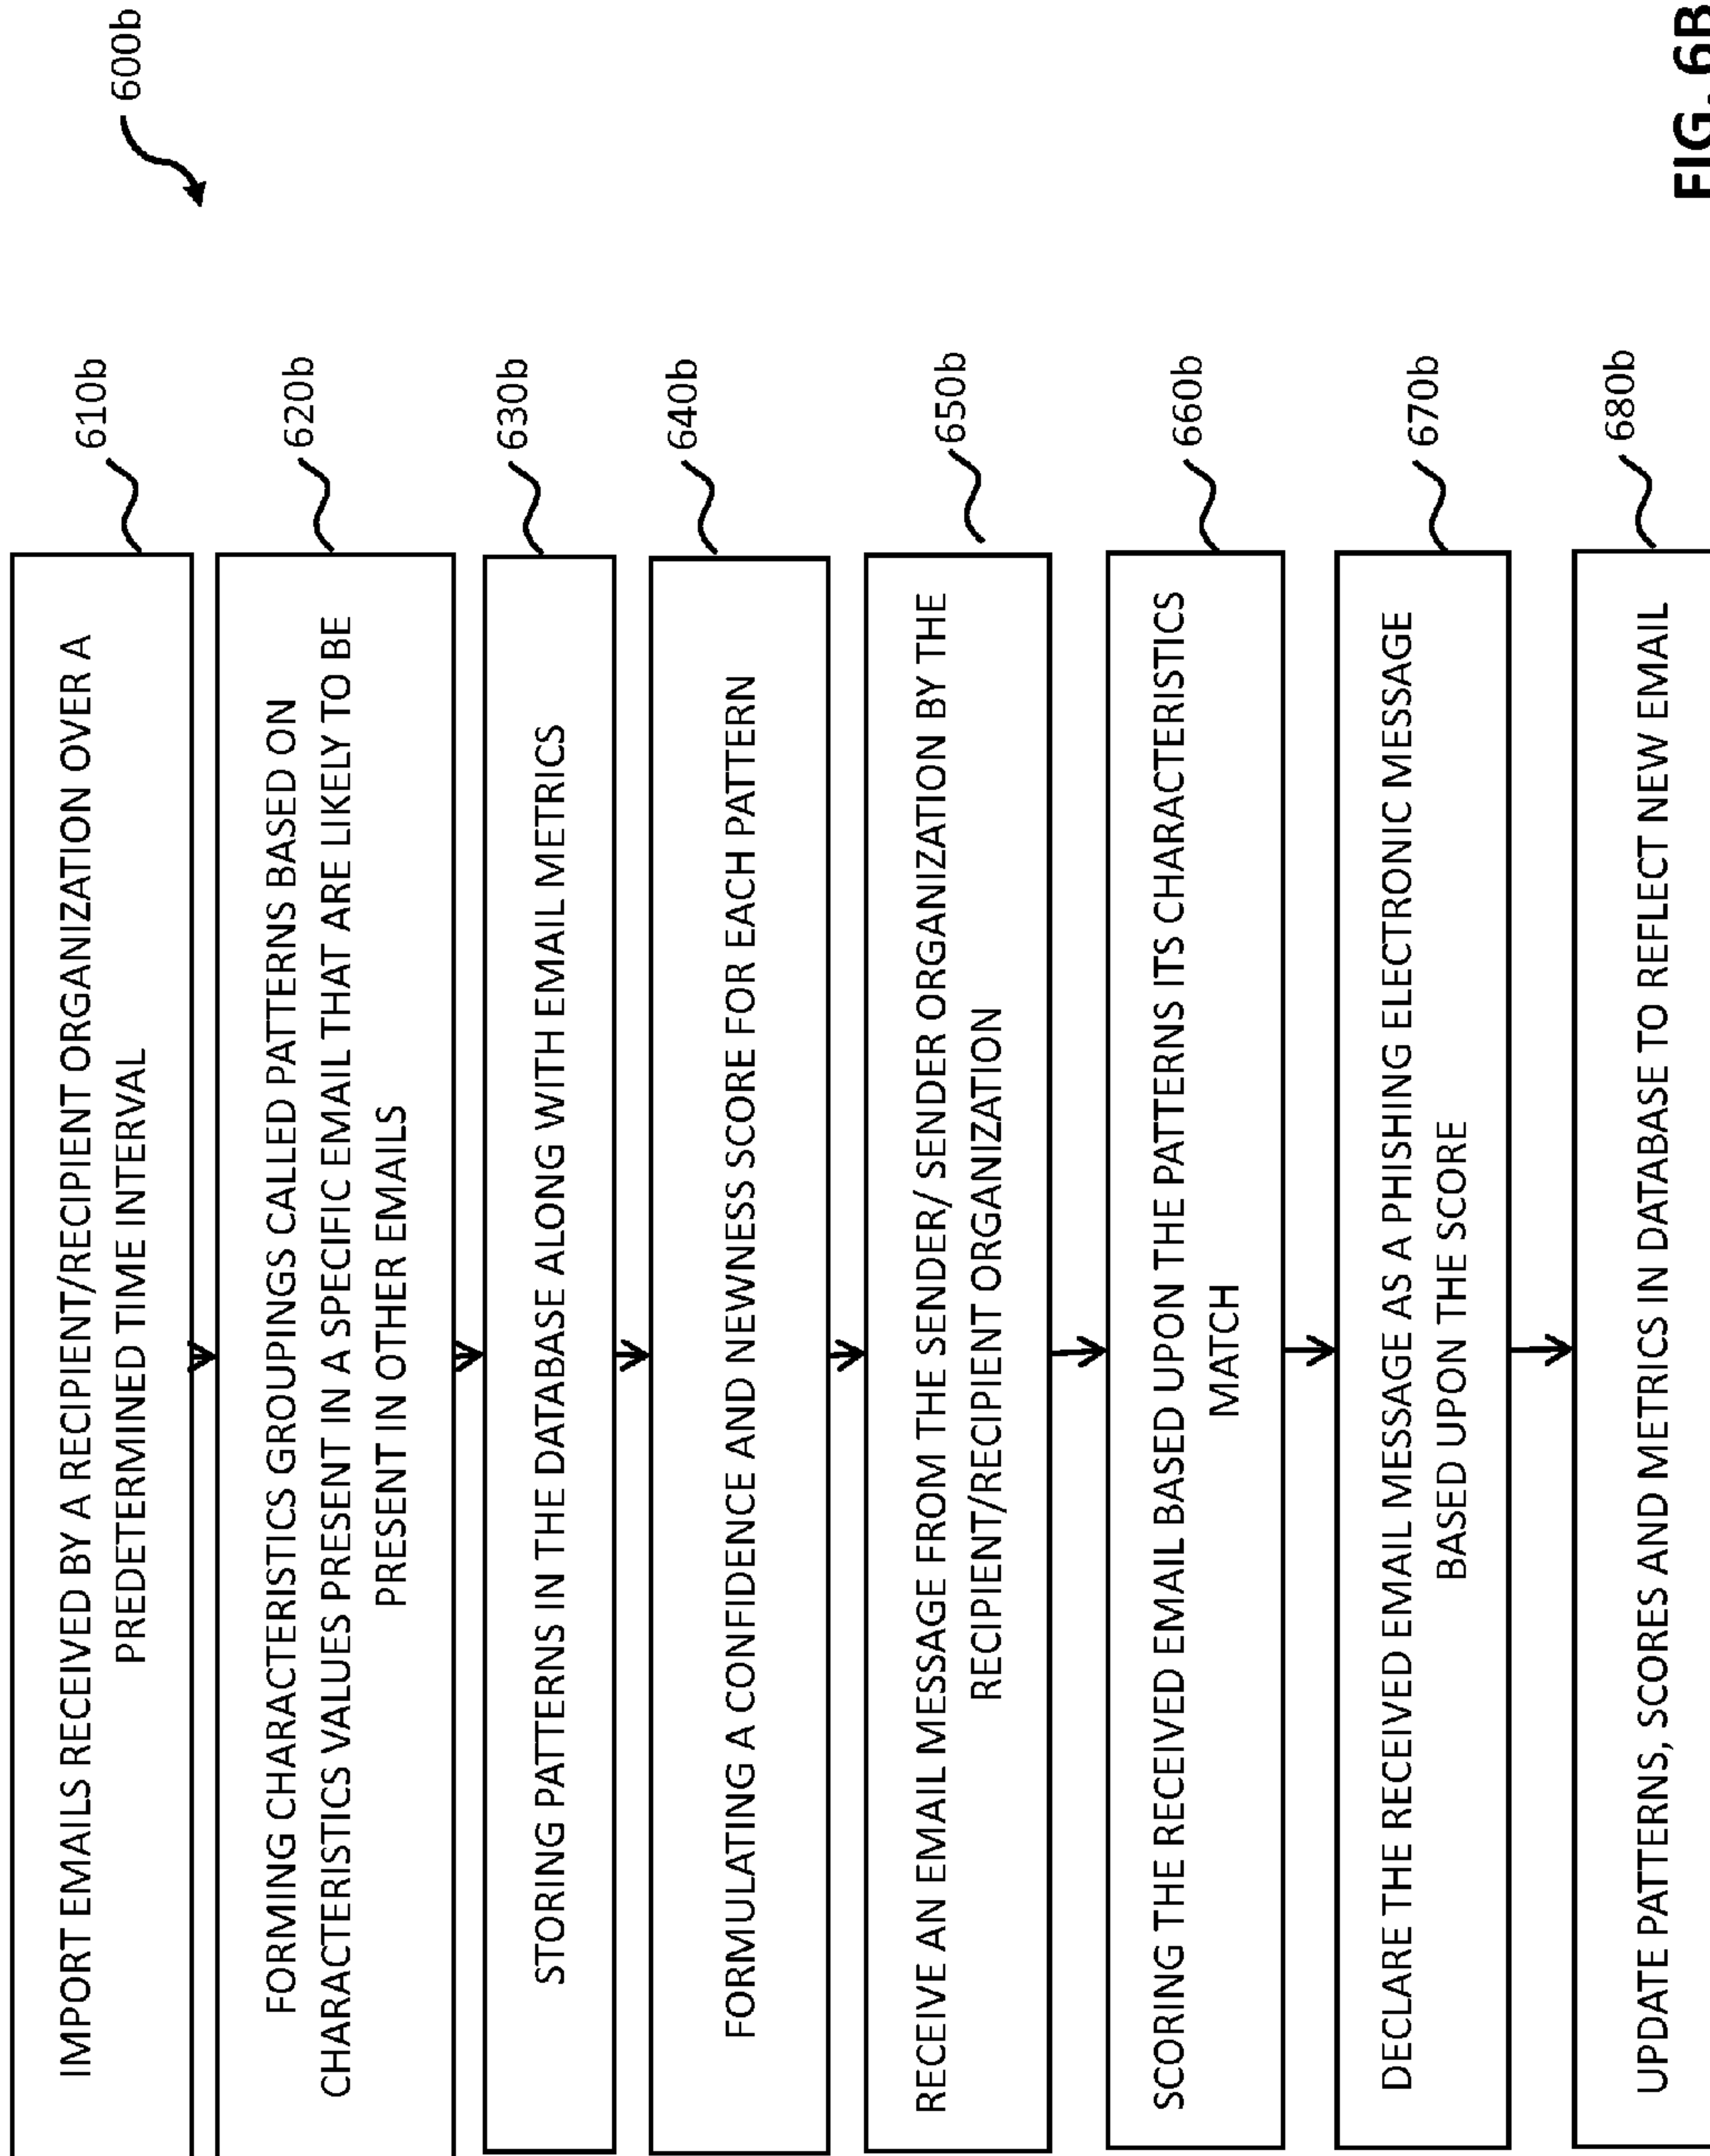 600b
610b
IMPORT EMAILS RECEIVED BY A RECIPIENT/RECIPIENT ORGANIZATION OVER A
PREDETERMINED TIME INTERVAL
620b
FORMING CHARACTERISTICS GROUPINGS CALLED PATTERNS BASED ON
CHARACTERISTICS VALUES PRESENT IN A SPECIFIC EMAIL THAT ARE LIKELY TO BE
PRESENT IN OTHER EMAILS
630b
STORING PATTERNS IN THE DATABASE ALONG WITH EMAIL METRICS
640b
FORMULATING A CONFIDENCE AND NEWNESS SCORE FOR EACH PATTERN
650b
RECEIVE AN EMAIL MESSAGE FROM THE SENDER/ SENDER ORGANIZATION BY THE
RECIPIENT/RECIPIENT ORGANIZATION
660b
SCORING THE RECEIVED EMAIL BASED UPON THE PATTERNS ITS CHARACTERISTICS
MATCH
670b
DECLARE THE RECEIVED EMAIL MESSAGE AS A PHISHING ELECTRONIC MESSAGE
BASED UPON THE SCORE
680b
UPDATE PATTERNS, SCORES AND METRICS IN DATABASE TO REFLECT NEW EMAIL
FIG. 6B